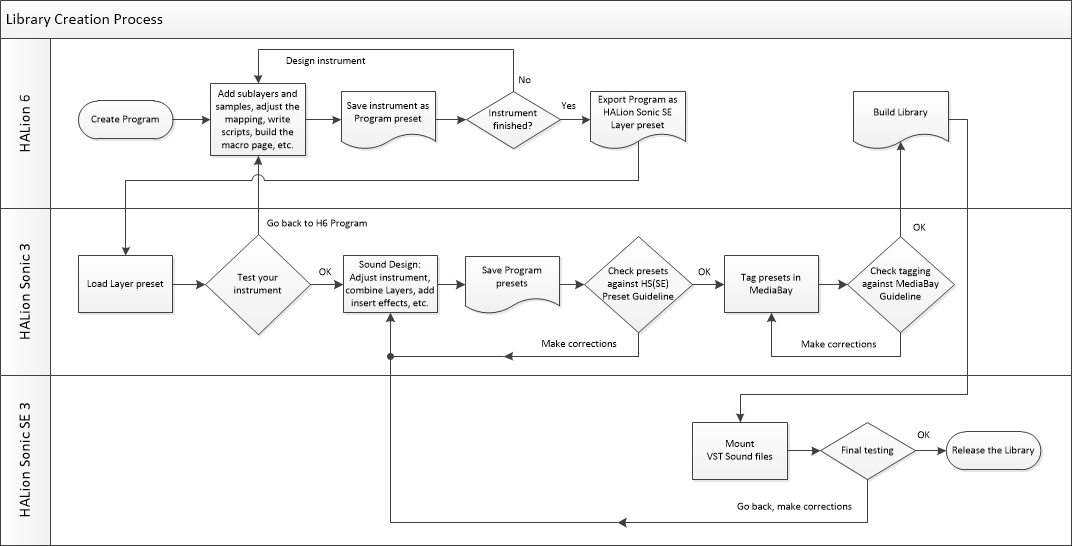 Library Creation Process
HALion 6
Design instrument
No
Create Program
Add sublayers and
samples, adjust the
mapping, write
scripts, build the
macro page, etc.
Save instrument as
Program preset
Instrument
finished?
Yes
Export Program as
HALion Sonic SE
Layer preset
Build Library
HALion Sonic 3
Go back to H6 Program
Load Layer preset
Test your
instrument
OK
Sound Design:
Adjust instrument,
combine Layers, add
insert effects, etc.
Save Program
presets
Check presets
against HS(SE)
Preset Guideline
OK
Tag presets in
MediaBay
Check tagging
against MediaBay
Guideline
OK
Make corrections
Make corrections
HALion Sonic SE 3
Mount
VST Sound files
Final testing
OK
Release the Library
Go back, make corrections